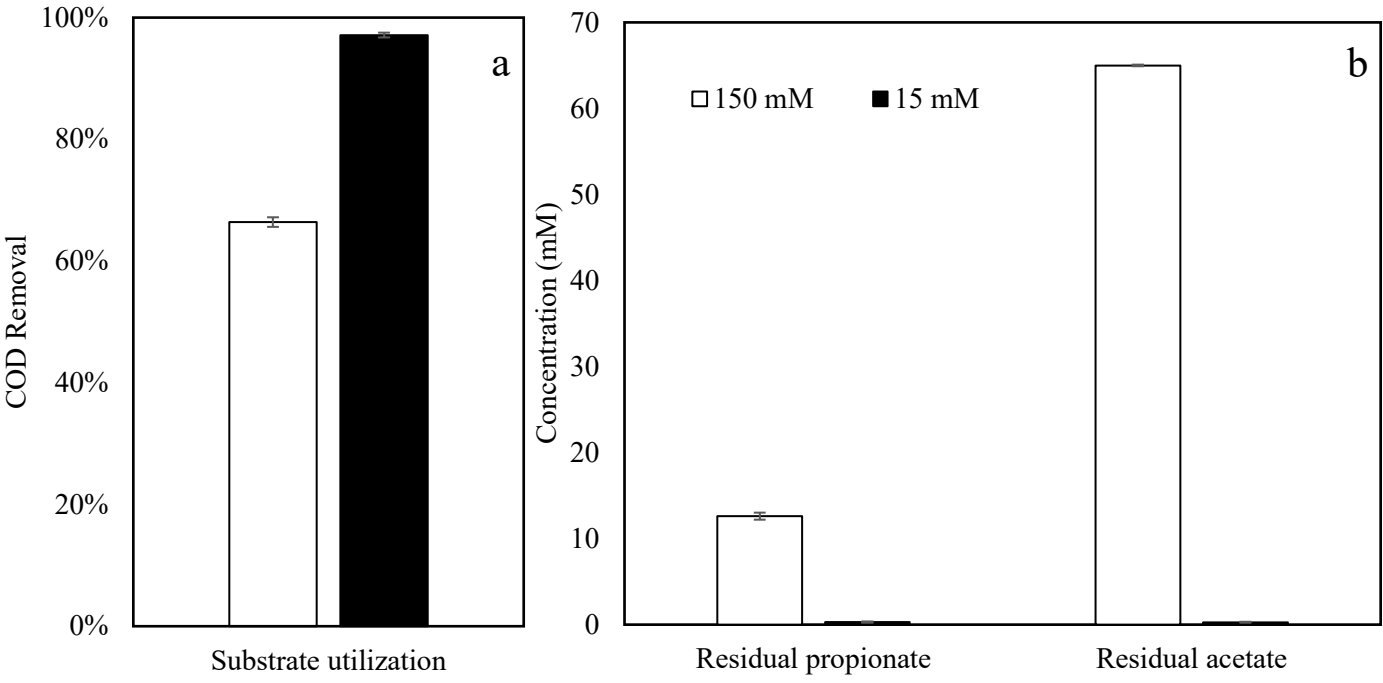 100%
80%
60%
40%
20%
0%
COD Removal
a
Substrate utilization
70
60
50
40
30
20
10
0
Concentration (mM)
b
150 mM
15 mM
Residual propionate
Residual acetate